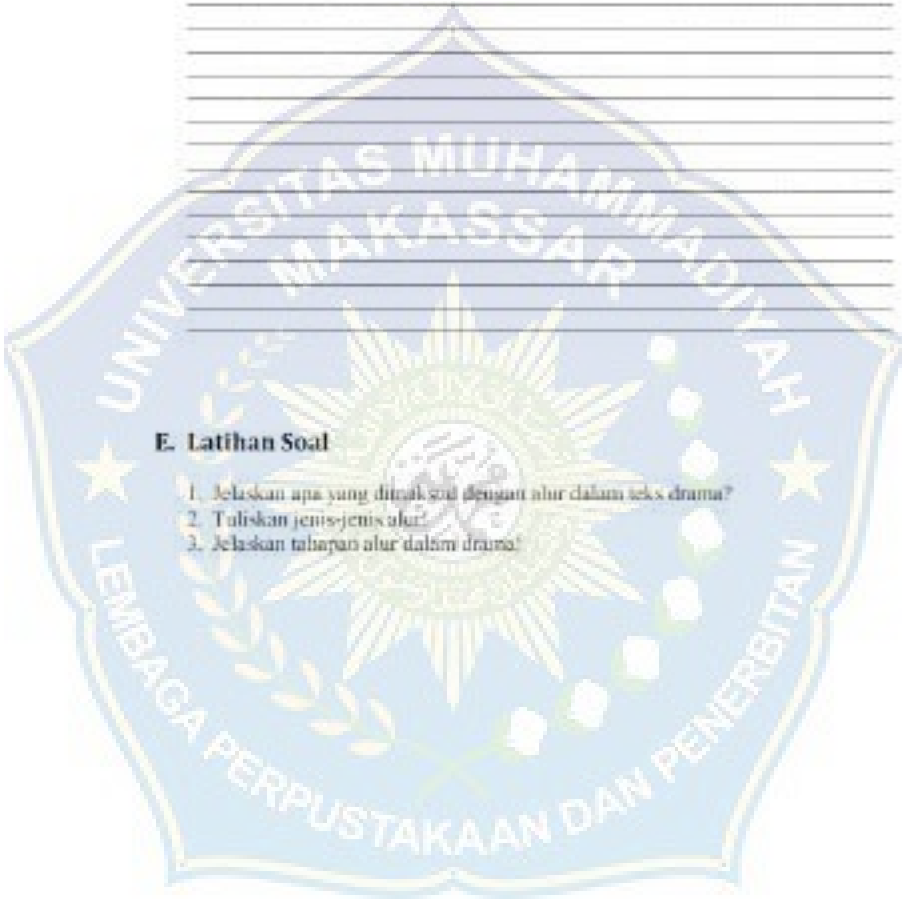 UNIVERSITAS MUHAMMADIYAH
MAKASSAR
E. Latihan Soal
1. Jelaskan apa yang dimaksud dengan alur dalam teks drama?
2. Tuliskan jenis-jenis alur!
3. Jelaskan tahapan alur dalam drama!
LEMBAGA PERPUSTAKAAN DAN PENERBITAN